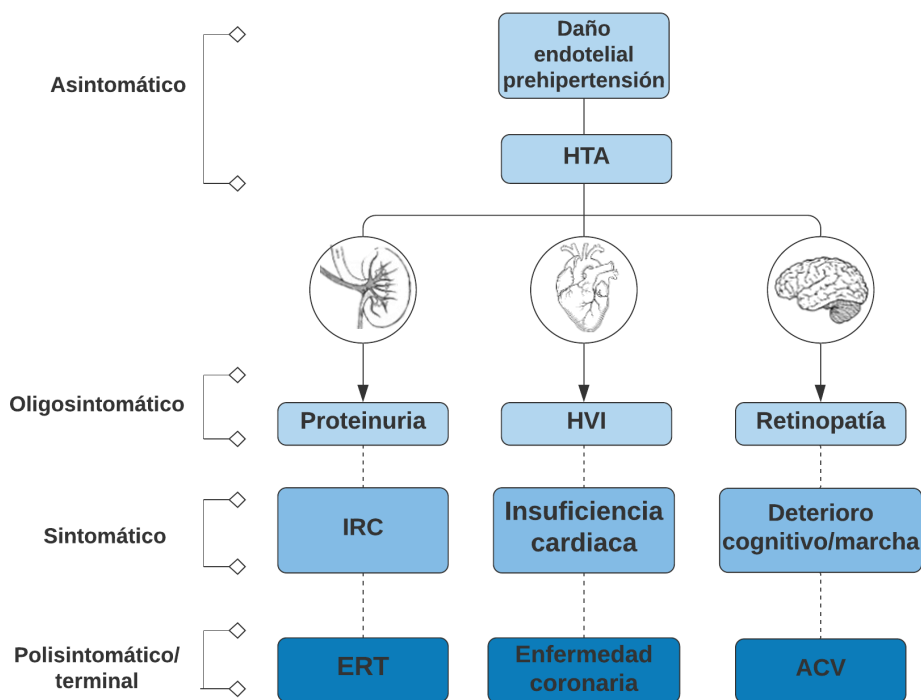 Daño
endotelial
prehipertensión
Asintomático
HTA
Oligosintomático
Proteinuria
HVI
Retinopatía
Sintomático
IRC
Insuficiencia
cardiaca
Deterioro
cognitivo/marcha
Polisintomático/
terminal
ERT
Enfermedad
coronaria
ACV